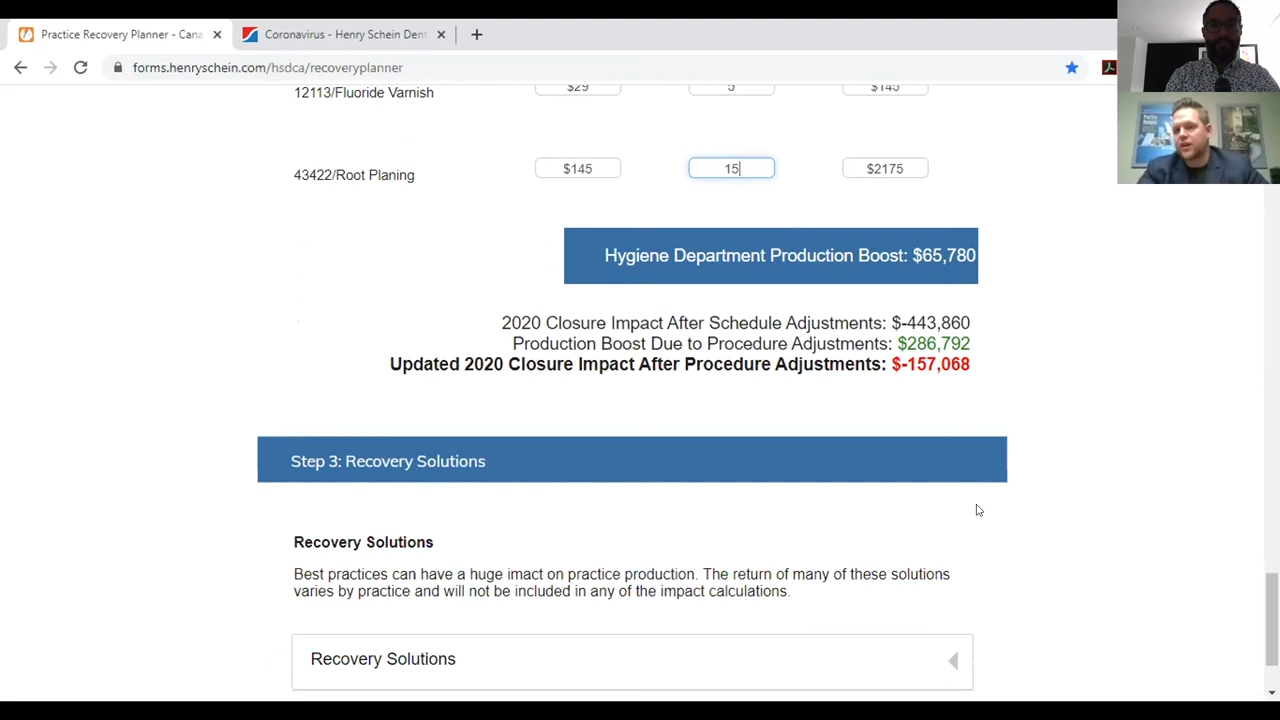 Practice Recovery Planner - Cana
Coronavirus - Henry Schein Dent
forms.henryschein.com/hsdca/recoveryplanner
12113/Fluoride Varnish $29 5 $145
43422/Root Planing $145 15 $2175
Hygiene Department Production Boost: $65,780
2020 Closure Impact After Schedule Adjustments: $-443,860
Production Boost Due to Procedure Adjustments: $286,792
Updated 2020 Closure Impact After Procedure Adjustments: $-157,068
Step 3: Recovery Solutions
Recovery Solutions
Best practices can have a huge imact on practice production. The return of many of these solutions
varies by practice and will not be included in any of the impact calculations.
Recovery Solutions